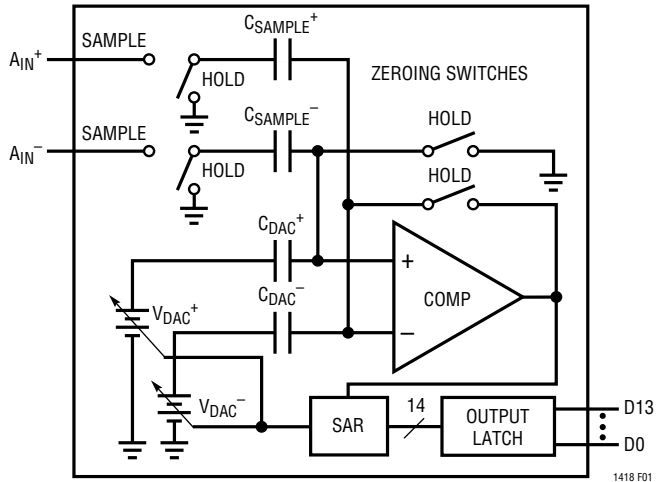 C_SAMPLE⁺
SAMPLE
A_IN⁺
HOLD
ZEROING SWITCHES
C_SAMPLE⁻
SAMPLE
HOLD
A_IN⁻
HOLD
HOLD
C_DAC⁺
+
COMP
C_DAC⁻
−
V_DAC⁺
V_DAC⁻
SAR
14
OUTPUT
LATCH
D13
D0
1418 F01